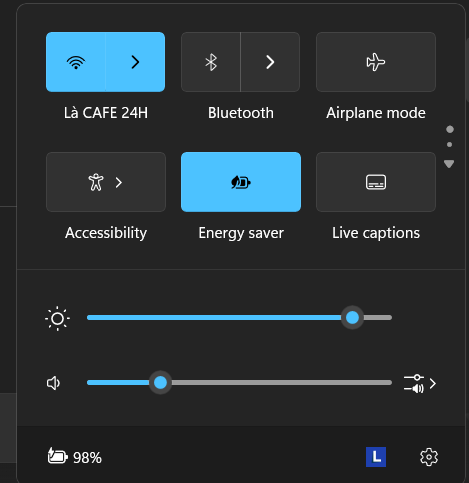 Là CAFE 24H
Bluetooth
Airplane mode
Accessibility
Energy saver
Live captions
98%
L